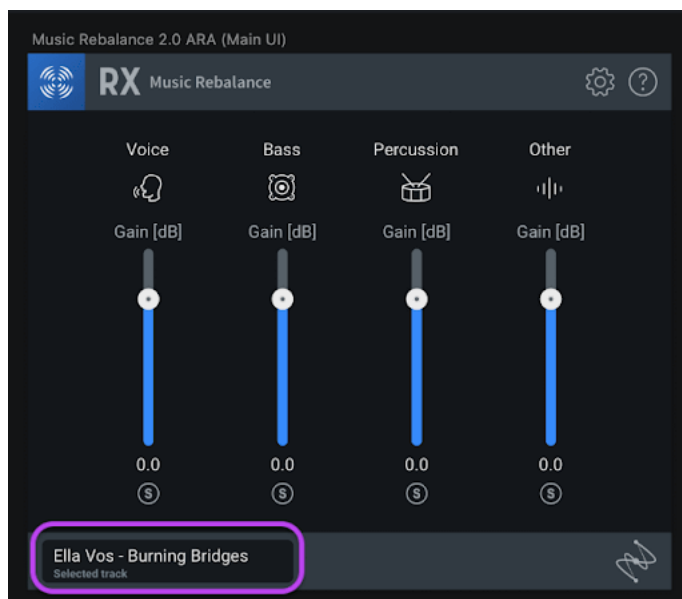 Music Rebalance 2.0 ARA (Main UI)
RX Music Rebalance
?
Voice Bass Percussion Other
Gain [dB] Gain [dB] Gain [dB] Gain [dB]
0.0 0.0 0.0 0.0
S S S S
Ella Vos - Burning Bridges
Selected track